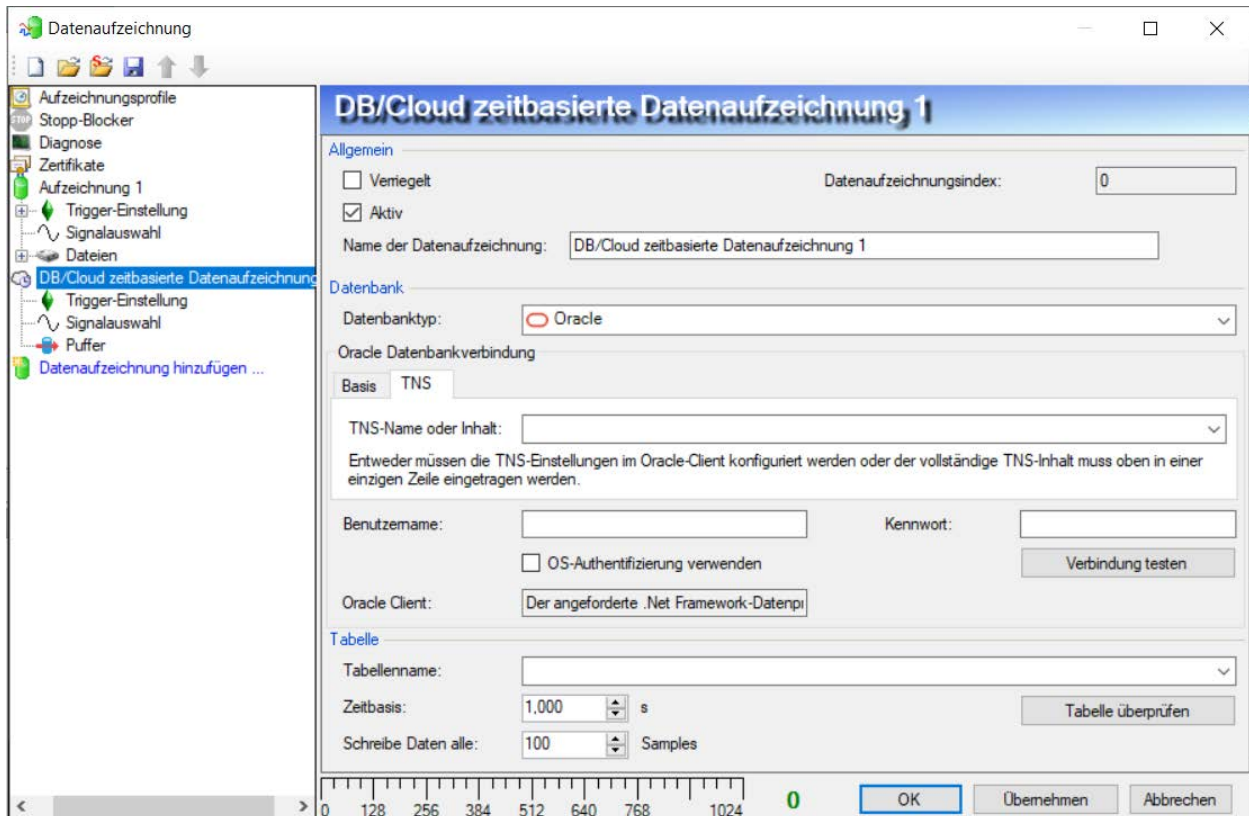 Datenaufzeichnung
Aufzeichnungsprofile
STOP
Stopp-Blocker
Diagnose
Zertifikate
Aufzeichnung 1
Trigger-Einstellung
Signalauswahl
Dateien
DB/Cloud zeitbasierte Datenaufzeichnung
Trigger-Einstellung
Signalauswahl
Puffer
Datenaufzeichnung hinzufügen ...
DB/Cloud zeitbasierte Datenaufzeichnung 1
Allgemein
Verriegelt
Datenaufzeichnungsindex: 0
Aktiv
Name der Datenaufzeichnung: DB/Cloud zeitbasierte Datenaufzeichnung 1
Datenbank
Datenbanktyp: Oracle
Oracle Datenbankverbindung
Basis TNS
TNS-Name oder Inhalt:
Entweder müssen die TNS-Einstellungen im Oracle-Client konfiguriert werden oder der vollständige TNS-Inhalt muss oben in einer
einzigen Zeile eingetragen werden.
Benutzername: Kennwort:
OS-Authentifizierung verwenden Verbindung testen
Oracle Client: Der angeforderte .Net Framework-Datenpr
Tabelle
Tabellenname:
Zeitbasis: 1,000 s Tabelle überprüfen
Schreibe Daten alle: 100 Samples
0 128 256 384 512 640 768 1024
0 OK Übernehmen Abbrechen